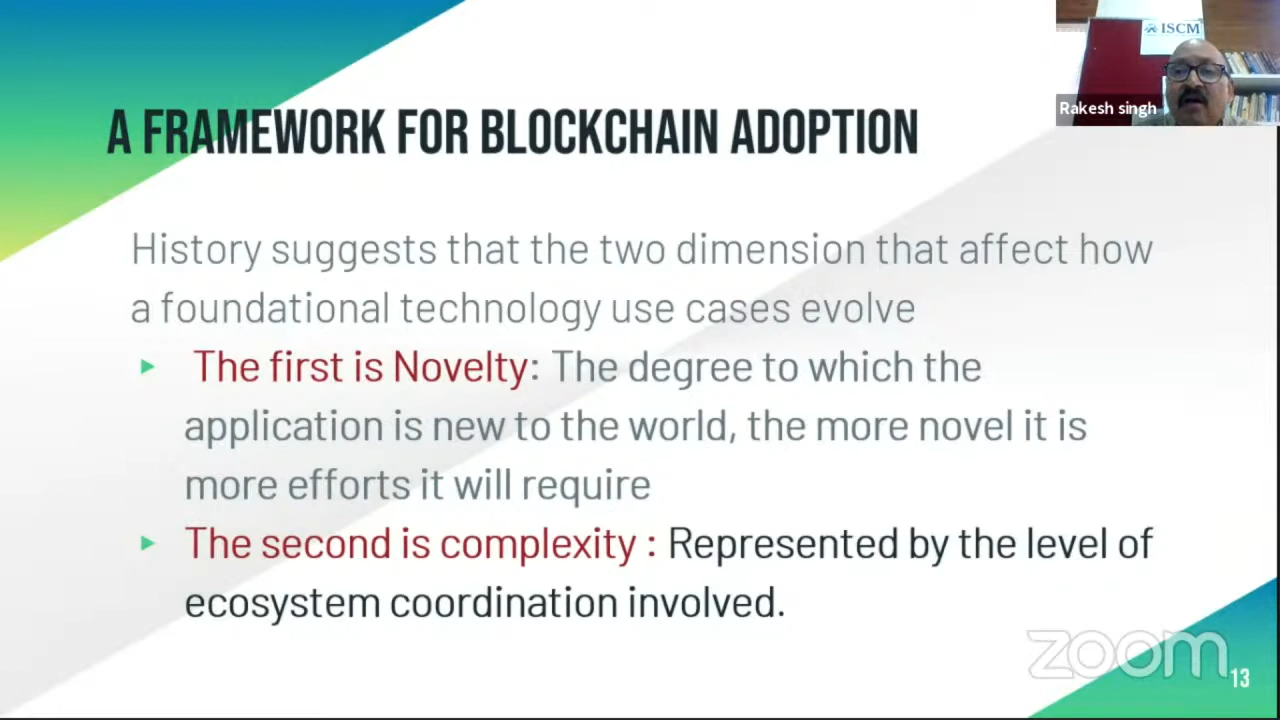 ISCM
Rakesh singh
A FRAMEWORK FOR BLOCKCHAIN ADOPTION
History suggests that the two dimension that affect how
a foundational technology use cases evolve
The first is Novelty: The degree to which the
application is new to the world, the more novel it is
more efforts it will require
The second is complexity : Represented by the level of
ecosystem coordination involved.
zoom
13